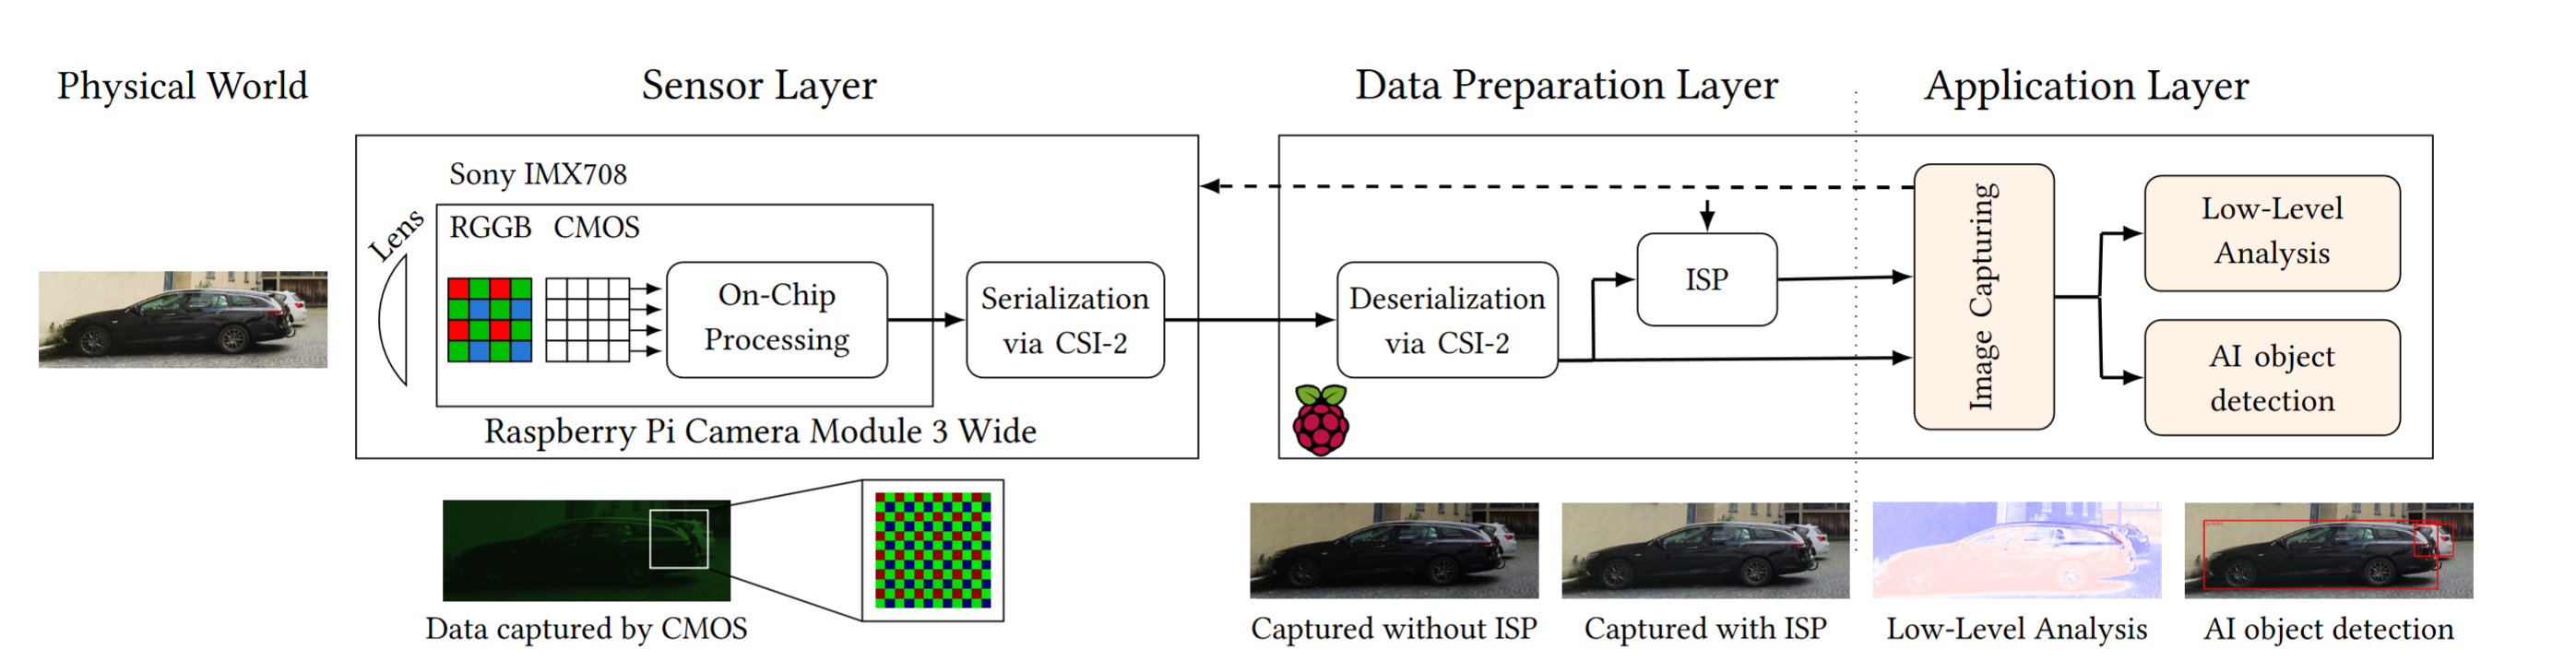 Physical World
Sensor Layer
Data Preparation Layer
Application Layer
Sony IMX708
Lens
RGGB CMOS
On-Chip
Processing
Serialization
via CSI-2
Raspberry Pi Camera Module 3 Wide
Deserialization
via CSI-2
ISP
Image Capturing
Low-Level
Analysis
AI object
detection
Data captured by CMOS
Captured without ISP
Captured with ISP
Low-Level Analysis
AI object detection